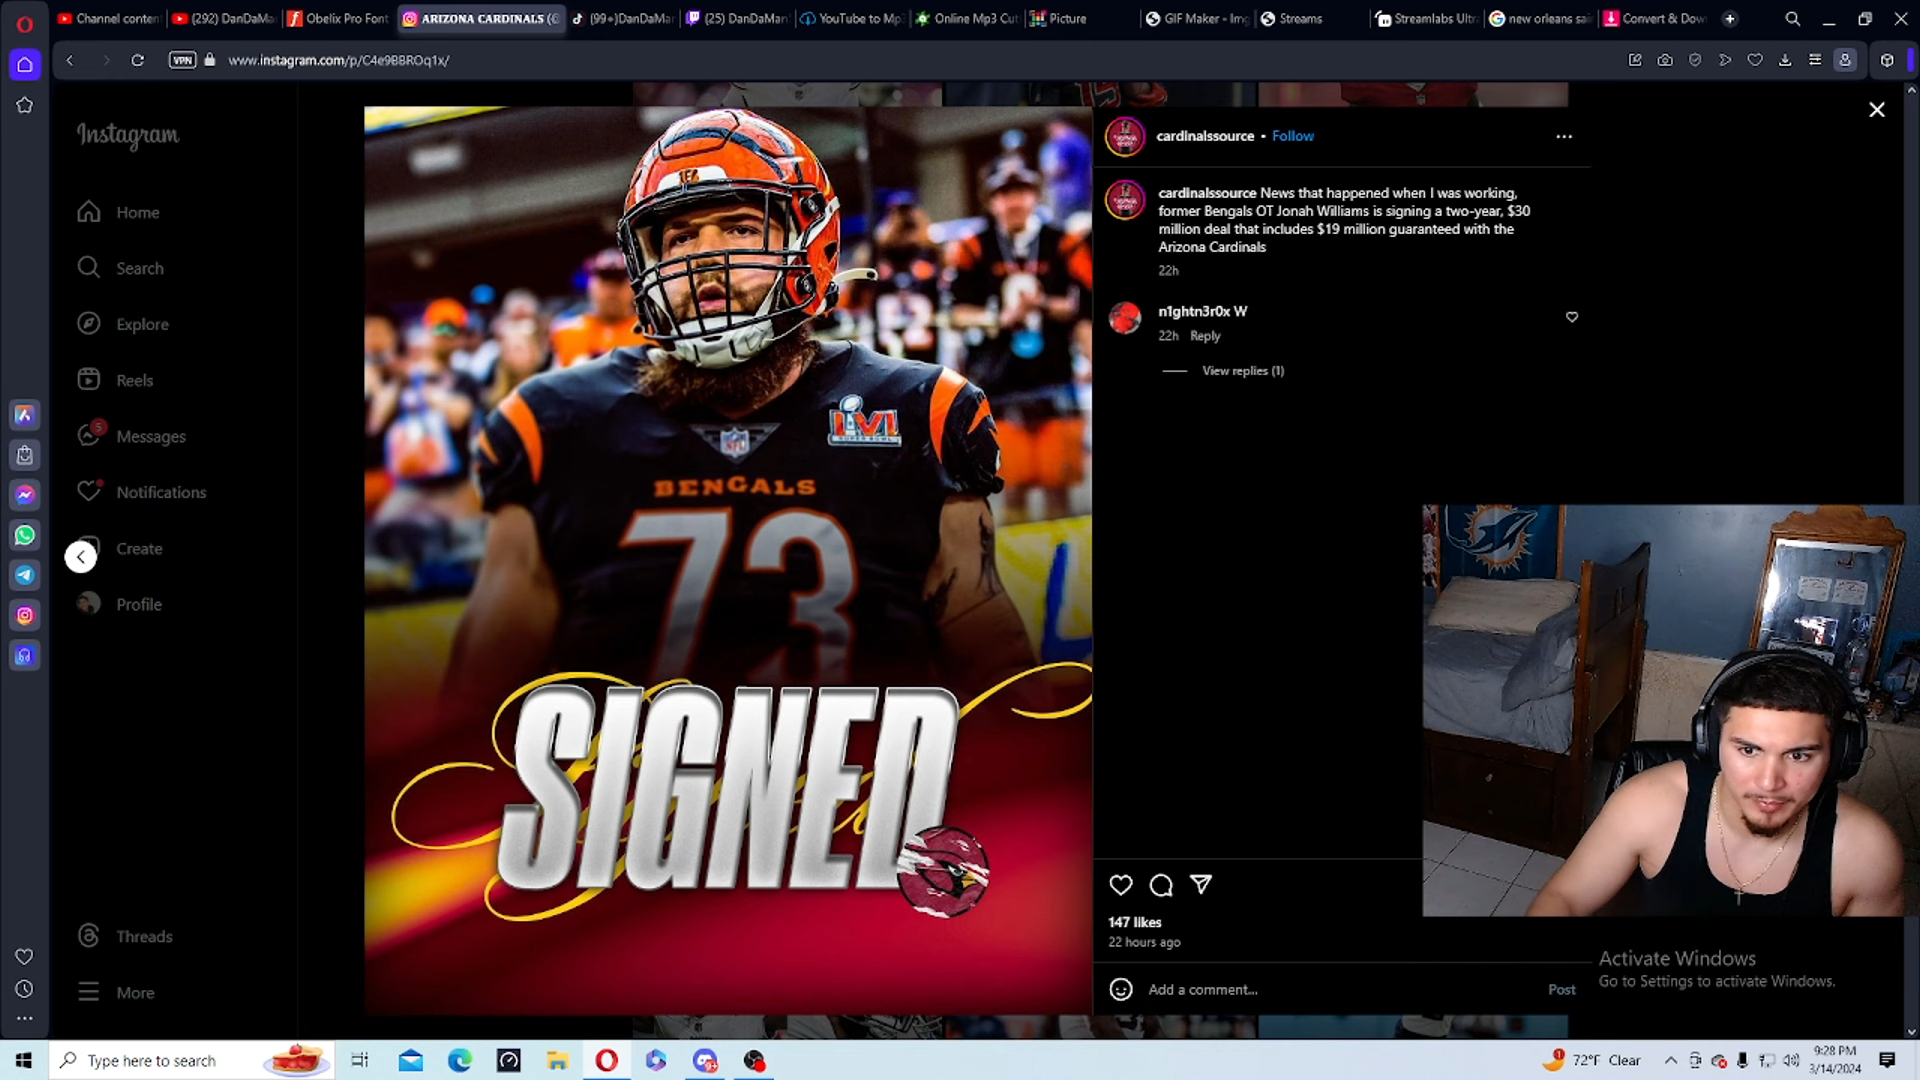 Channel conten
(292) DanDaMa
Obelix Pro Font
ARIZONA CARDINALS (
(99+)DanDaMa
(25) DanDaMan
YouTube to Mp
Online Mp3 Cut
Picture
GIF Maker - Img
Streams
Streamlabs Ultr
new orleans sai
Convert & Dow
VPN
www.instagram.com/p/C4e9BBROq1x/
Instagram
Home
Search
Explore
Reels
5
Messages
Notifications
Create
Profile
Threads
More
BENGALS
73
LVI
SUPER BOWL
NFL
SIGNED
cardinalssource • Follow
cardinalssource News that happened when I was working,
former Bengals OT Jonah Williams is signing a two-year, $30
million deal that includes $19 million guaranteed with the
Arizona Cardinals
22h
n1ghtn3r0x W
22h Reply
View replies (1)
147 likes
22 hours ago
Add a comment...
Post
Activate Windows
Go to Settings to activate Windows.
Type here to search
72°F Clear
9:28 PM
3/14/2024